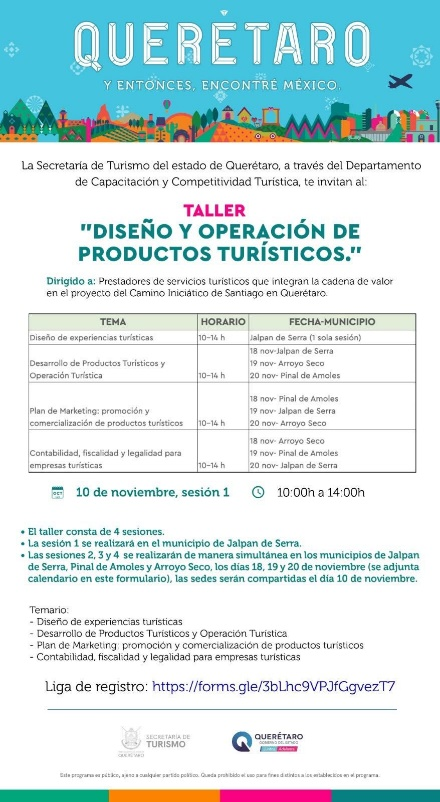 QUERÉTARO
Y ENTONCES, ENCONTRÉ MÉXICO.
La Secretaría de Turismo del estado de Querétaro, a través del Departamento
de Capacitación y Competitividad Turística, te invitan al:
TALLER
"DISEÑO Y OPERACIÓN DE
PRODUCTOS TURÍSTICOS."
Dirigido a: Prestadores de servicios turísticos que integran la cadena de valor
en el proyecto del Camino Iniciático de Santiago en Querétaro.
TEMA HORARIO FECHA-MUNICIPIO
Diseño de experiencias turísticas 10-14 h Jalpan de Serra (1 sola sesión)
18 nov-Jalpan de Serra
Desarrollo de Productos Turísticos y 19 nov- Arroyo Seco
Operación Turística 10-14 h 20 nov- Pinal de Amoles
18 nov- Pinal de Amoles
Plan de Marketing: promoción y 19 nov- Jalpan de Serra
comercialización de productos turísticos 10-14 h 20 nov- Arroyo Seco
18 nov- Arroyo Seco
Contabilidad, fiscalidad y legalidad para 19 nov- Pinal de Amoles
empresas turísticas 10-14 h 20 nov- Jalpan de Serra
OCT 10 de noviembre, sesión 1 10:00h a 14:00h
• El taller consta de 4 sesiones.
• La sesión 1 se realizará en el municipio de Jalpan de Serra.
• Las sesiones 2, 3 y 4 se realizarán de manera simultánea en los municipios de Jalpan
de Serra, Pinal de Amoles y Arroyo Seco, los días 18, 19 y 20 de noviembre (se adjunta
calendario en este formulario), las sedes serán compartidas el día 10 de noviembre.
Temario:
- Diseño de experiencias turísticas
- Desarrollo de Productos Turísticos y Operación Turística
- Plan de Marketing: promoción y comercialización de productos turísticos
- Contabilidad, fiscalidad y legalidad para empresas turísticas
Liga de registro: https://forms.gle/3bLhc9VPJfGgvezT7
QUERÉTARO
SECRETARÍA DE
TURISMO
QUERÉTARO
GOBIERNO DEL ESTADO
Este programa es público, ajeno a cualquier partido político. Queda prohibido el uso para fines distintos a los establecidos en el programa.